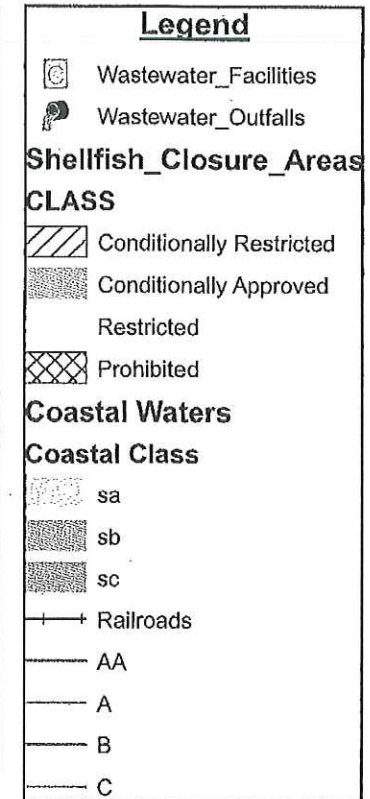 Legend
Wastewater_Facilities
Wastewater_Outfalls
Shellfish_Closure_Areas
CLASS
Conditionally Restricted
Conditionally Approved
Restricted
Prohibited
Coastal Waters
Coastal Class
sa
sb
sc
Railroads
AA
A
B
C